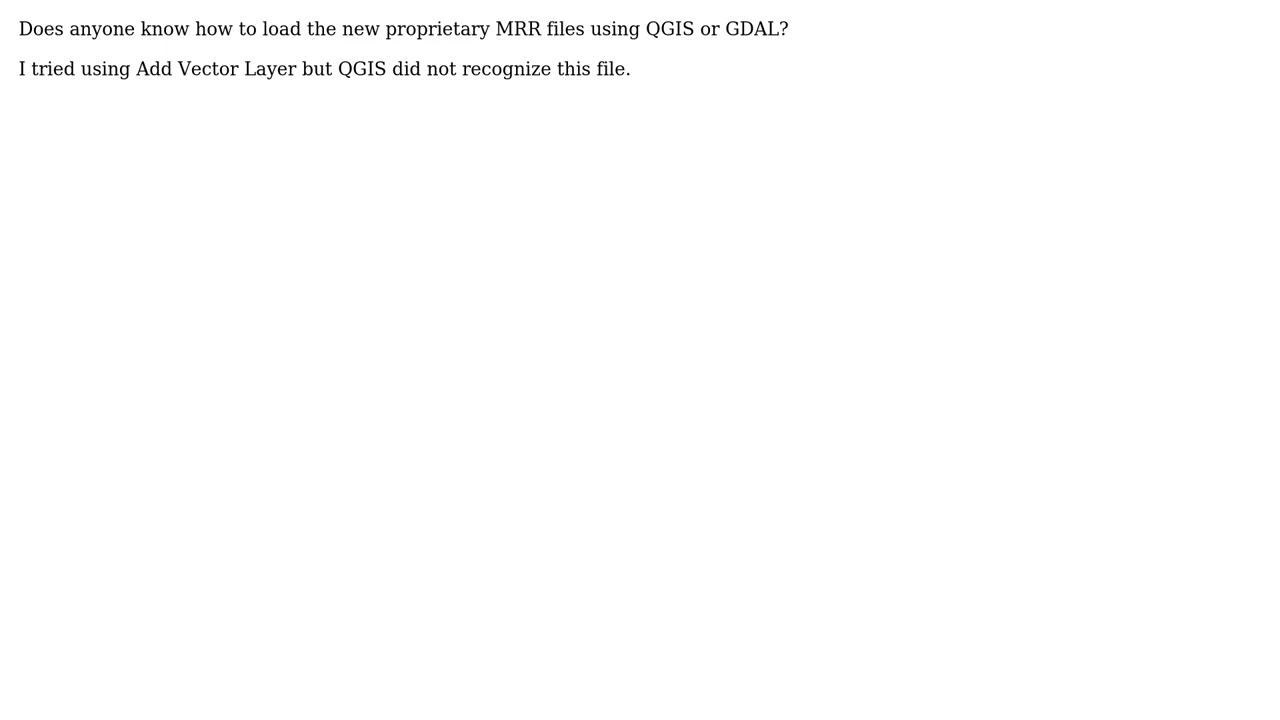 Does anyone know how to load the new proprietary MRR files using QGIS or GDAL?
I tried using Add Vector Layer but QGIS did not recognize this file.